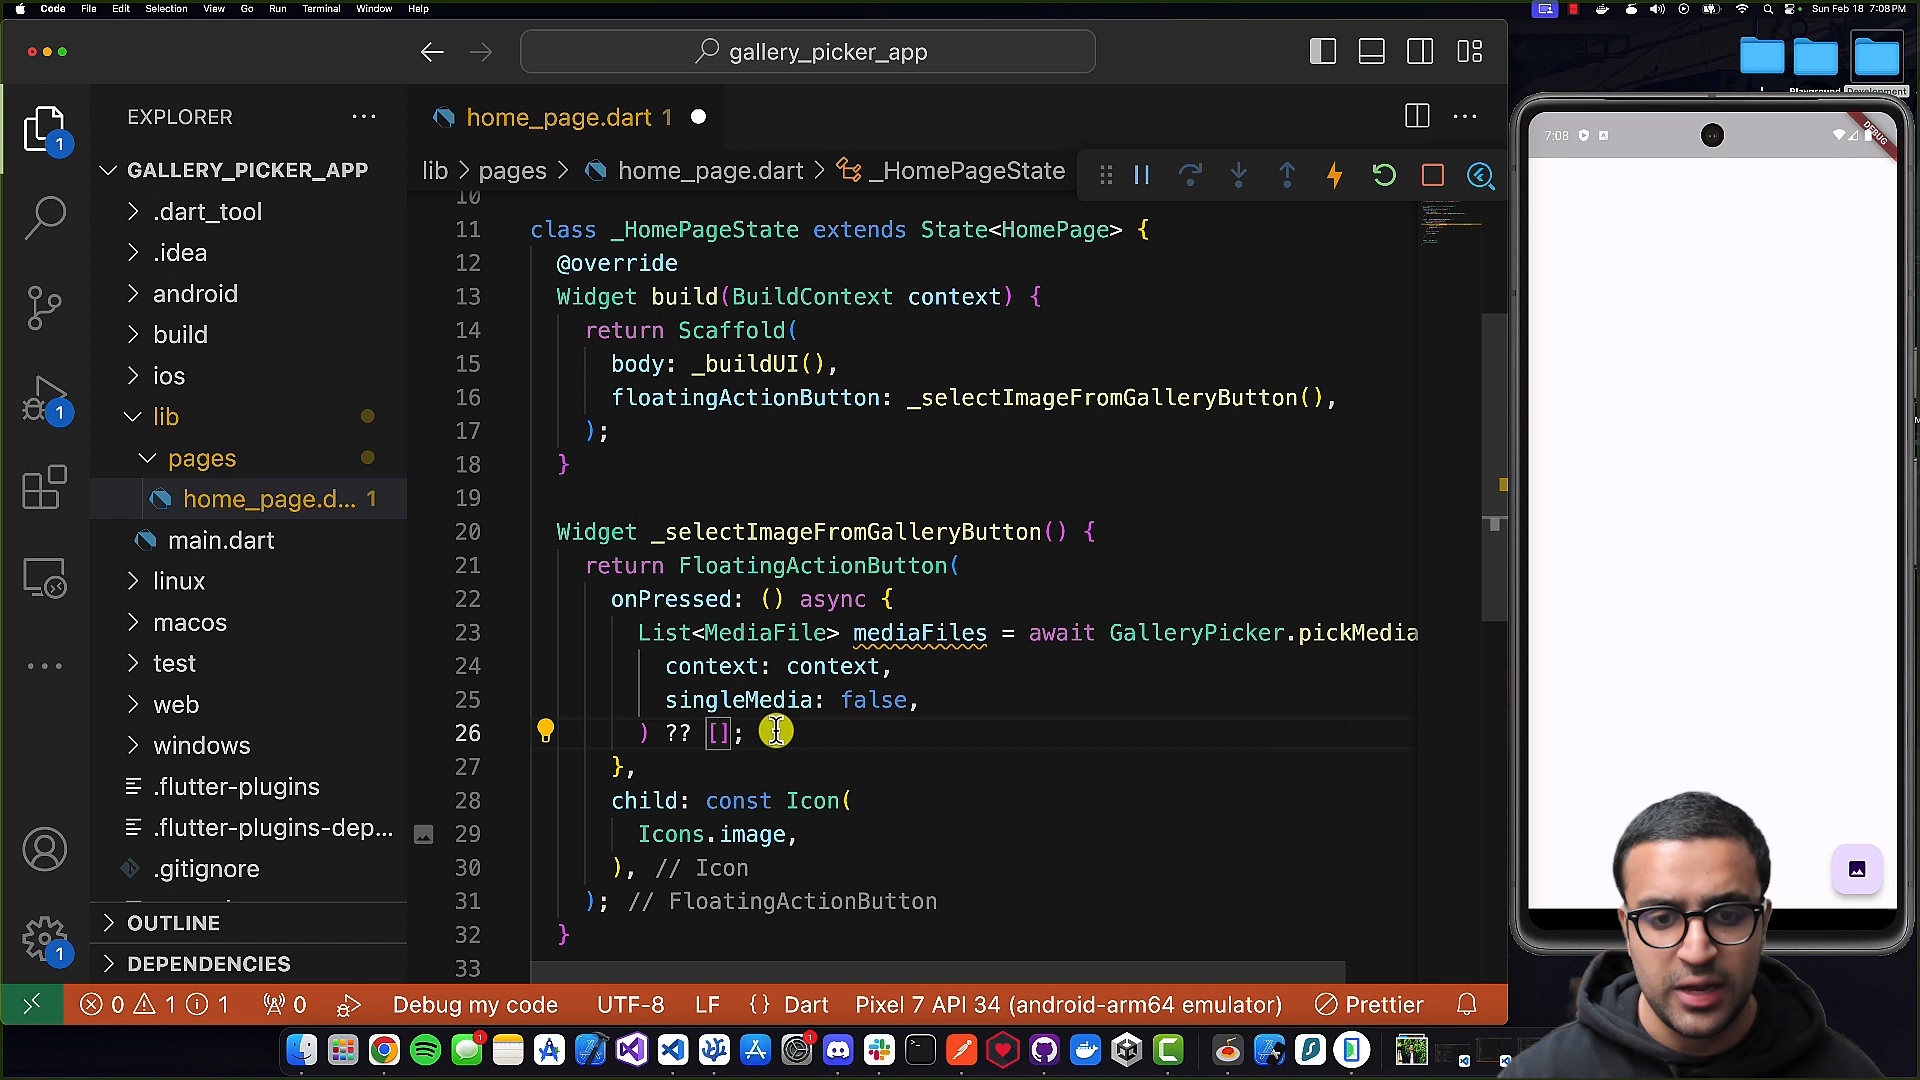 Code File Edit Selection View Go Run Terminal Window Help
Sun Feb 18 7:08 PM
gallery_picker_app
EXPLORER
GALLERY_PICKER_APP
.dart_tool
.idea
android
build
ios
lib
pages
home_page.d... 1
main.dart
linux
macos
test
web
windows
.flutter-plugins
.flutter-plugins-dep...
.gitignore
OUTLINE
DEPENDENCIES
1
1
1
home_page.dart 1
lib > pages > home_page.dart > _HomePageState
10
11 class _HomePageState extends State<HomePage> {
12 @override
13 Widget build(BuildContext context) {
14 return Scaffold(
15 body: _buildUI(),
16 floatingActionButton: _selectImageFromGalleryButton(),
17 );
18 }
19
20 Widget _selectImageFromGalleryButton() {
21 return FloatingActionButton(
22 onPressed: () async {
23 List<MediaFile> mediaFiles = await GalleryPicker.pickMedia
24 context: context,
25 singleMedia: false,
26 ) ?? [];
27 },
28 child: const Icon(
29 Icons.image,
30 ), // Icon
31 ); // FloatingActionButton
32 }
33
0 1 1 0 Debug my code UTF-8 LF {} Dart Pixel 7 API 34 (android-arm64 emulator) Prettier
7:08
DEBUG
Development
1
1